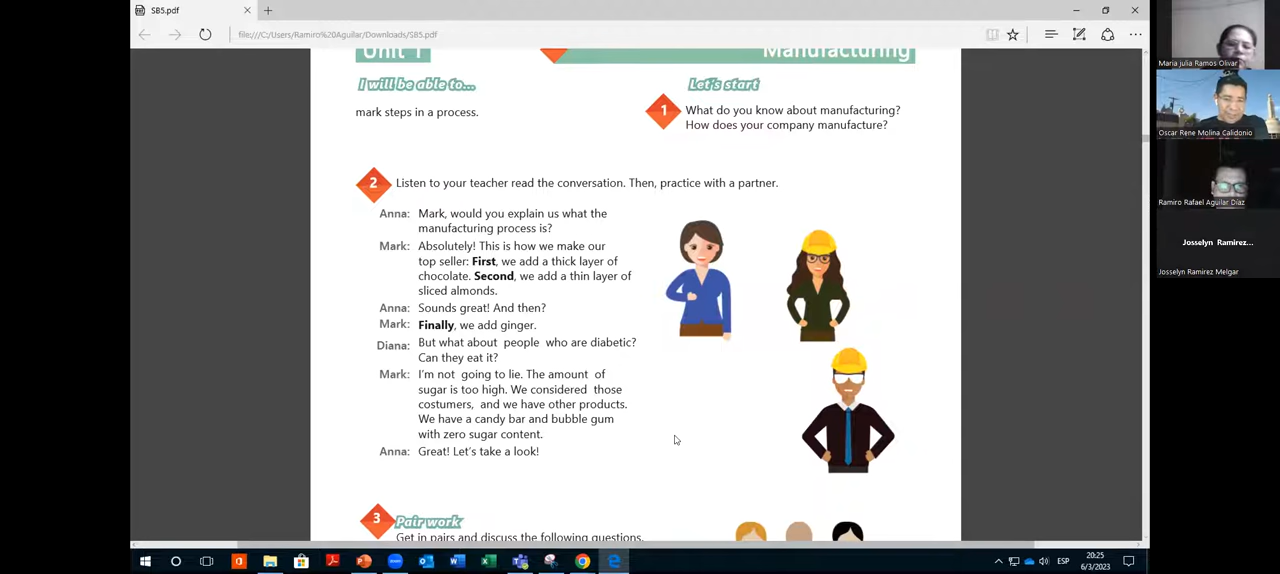 SB5.pdf
file:///C:/Users/Ramiro%20Aguilar/Downloads/SB5.pdf
Unit 1
Manufacturing
I will be able to...
mark steps in a process.
Let's start
1
What do you know about manufacturing?
How does your company manufacture?
2
Listen to your teacher read the conversation. Then, practice with a partner.
Anna: Mark, would you explain us what the
manufacturing process is?
Mark: Absolutely! This is how we make our
top seller: First, we add a thick layer of
chocolate. Second, we add a thin layer of
sliced almonds.
Anna: Sounds great! And then?
Mark: Finally, we add ginger.
Diana: But what about people who are diabetic?
Can they eat it?
Mark: I'm not going to lie. The amount of
sugar is too high. We considered those
costumers, and we have other products.
We have a candy bar and bubble gum
with zero sugar content.
Anna: Great! Let's take a look!
3
Pair work
Get in pairs and discuss the following questions.
Maria julia Ramos Olivar
Oscar Rene Molina Calidonio
Ramiro Rafael Aguilar Diaz
Josselyn Ramirez...
Josselyn Ramirez Melgar
ESP
20:25
6/3/2023